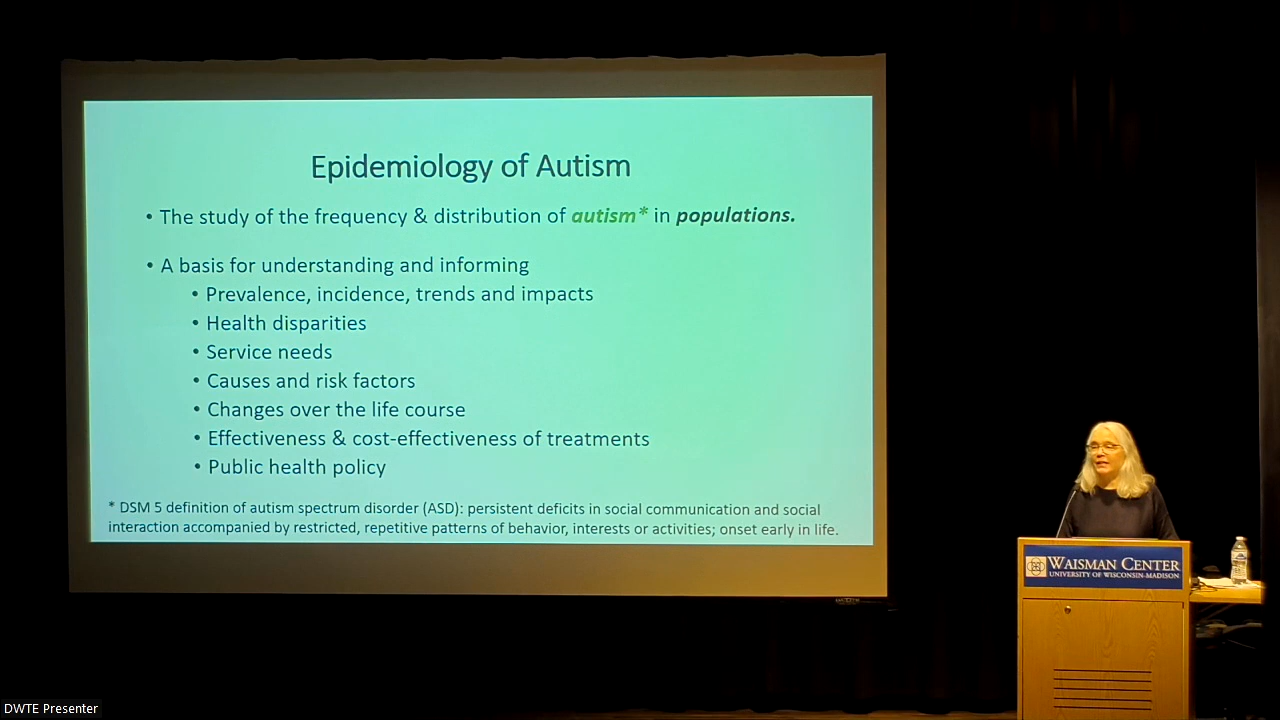 Epidemiology of Autism
• The study of the frequency & distribution of autism* in populations.
• A basis for understanding and informing
• Prevalence, incidence, trends and impacts
• Health disparities
• Service needs
• Causes and risk factors
• Changes over the life course
• Effectiveness & cost-effectiveness of treatments
• Public health policy
* DSM 5 definition of autism spectrum disorder (ASD): persistent deficits in social communication and social
interaction accompanied by restricted, repetitive patterns of behavior, interests or activities; onset early in life.
WAISMAN CENTER
UNIVERSITY OF WISCONSIN-MADISON
DWTE Presenter